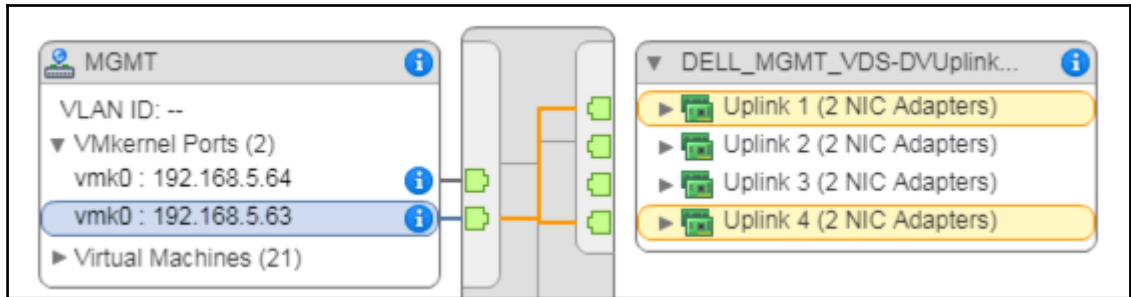 MGMT
VLAN ID: --
VMkernel Ports (2)
vmk0 : 192.168.5.64
vmk0 : 192.168.5.63
Virtual Machines (21)
DELL_MGMT_VDS-DVUplink...
Uplink 1 (2 NIC Adapters)
Uplink 2 (2 NIC Adapters)
Uplink 3 (2 NIC Adapters)
Uplink 4 (2 NIC Adapters)